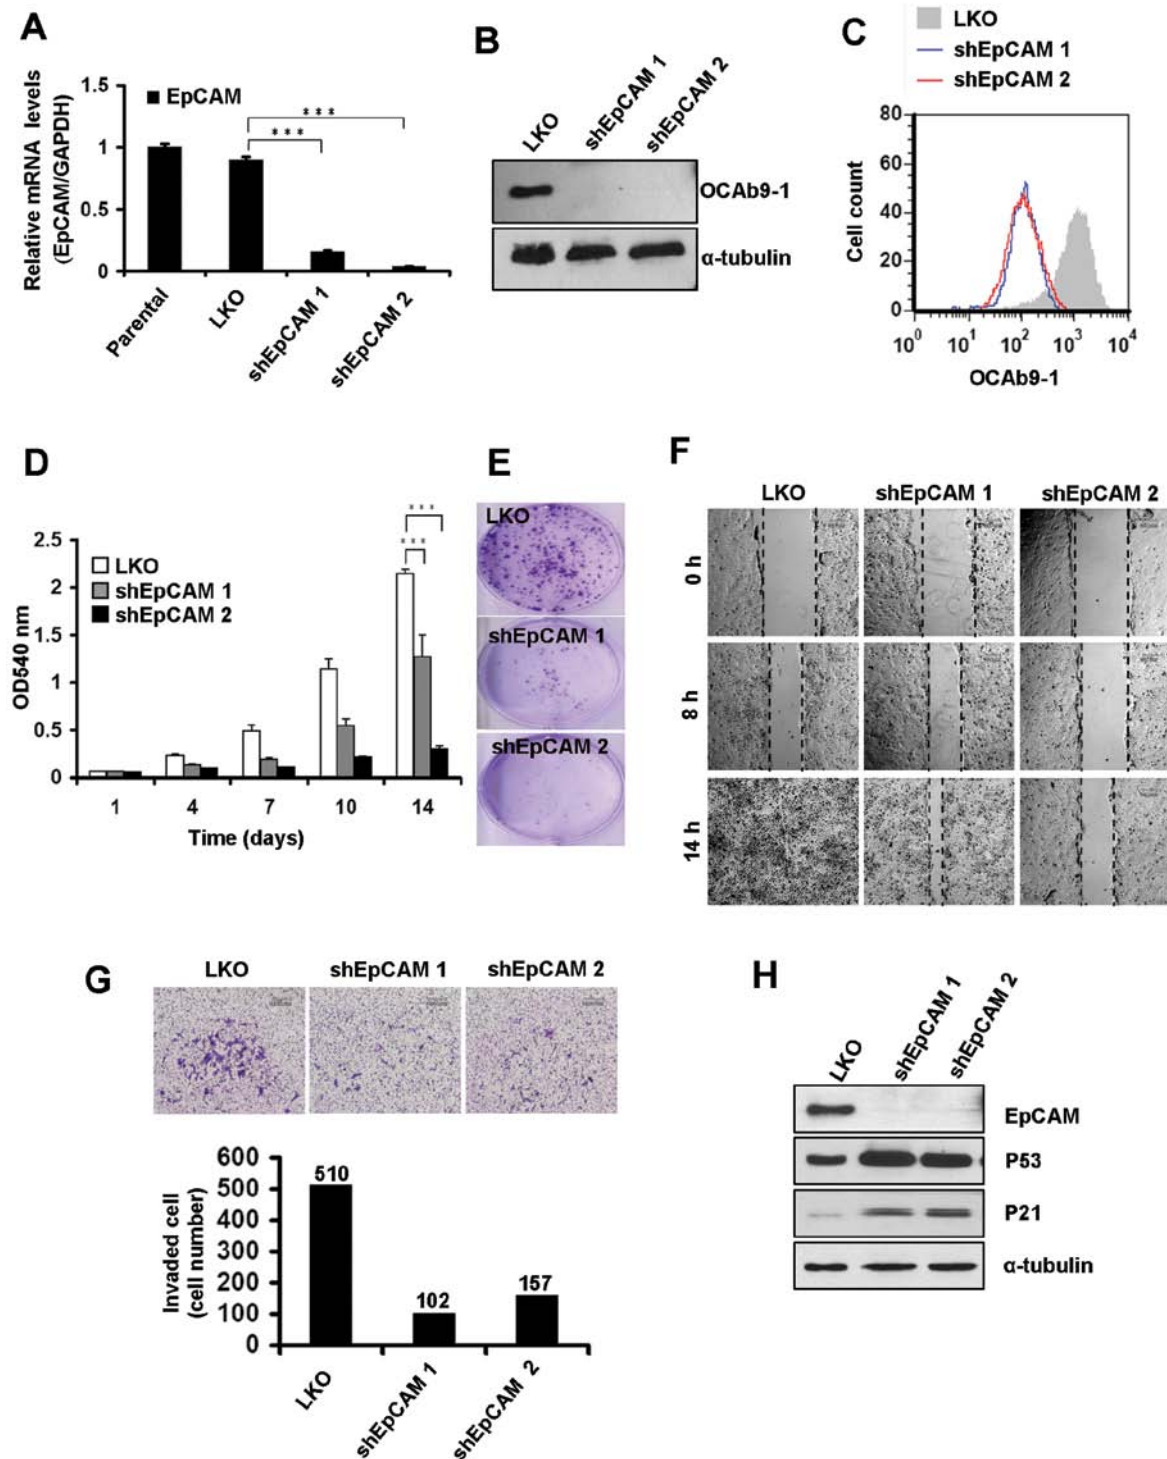 A
Relative mRNA levels
(EpCAM/GAPDH)
1.5
1
0.5
0
EpCAM
***
***
Parental
LKO
shEpCAM 1
shEpCAM 2
B
LKO
shEpCAM 1
shEpCAM 2
OCAb9-1
α-tubulin
C
LKO
shEpCAM 1
shEpCAM 2
Cell count
80
60
40
20
0
10⁰ 10¹ 10² 10³ 10⁴
OCAb9-1
D
OD540 nm
2.5
2
1.5
1
0.5
0
LKO
shEpCAM 1
shEpCAM 2
***
***
1 4 7 10 14
Time (days)
E
LKO
shEpCAM 1
shEpCAM 2
F
LKO shEpCAM 1 shEpCAM 2
0 h
8 h
14 h
G
LKO shEpCAM 1 shEpCAM 2
Invaded cell
(cell number)
600
500
400
300
200
100
0
510
102
157
LKO
shEpCAM 1
shEpCAM 2
H
LKO
shEpCAM 1
shEpCAM 2
EpCAM
P53
P21
α-tubulin